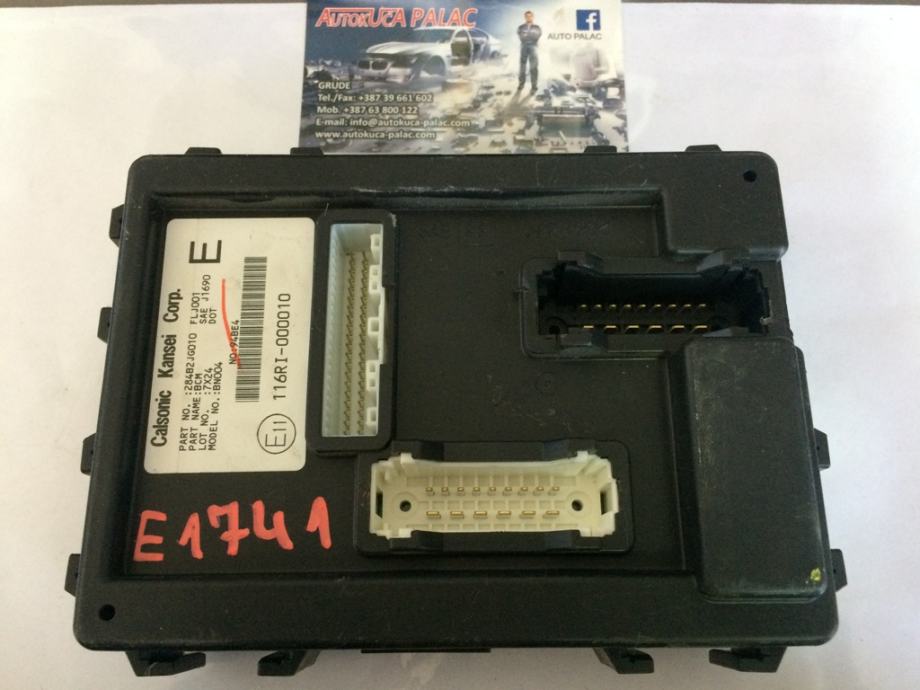 AUTOKUĆA PALAC
f
AUTO PALAC
GRUDE
Tel./Fax: +387 39 661 602
Mob. +387 63 800 122
E-mail: info@autokuca-palac.com
www.autokuca-palac.com
Calsonic Kansei Corp. E
PART NO. :284B2JG010 FLJ001
PART NAME:BCM SAE J1690
LOT NO. :7X24 DOT
MODEL NO.:BN004
NO.94BE4
E11 116RI-000010
E1741